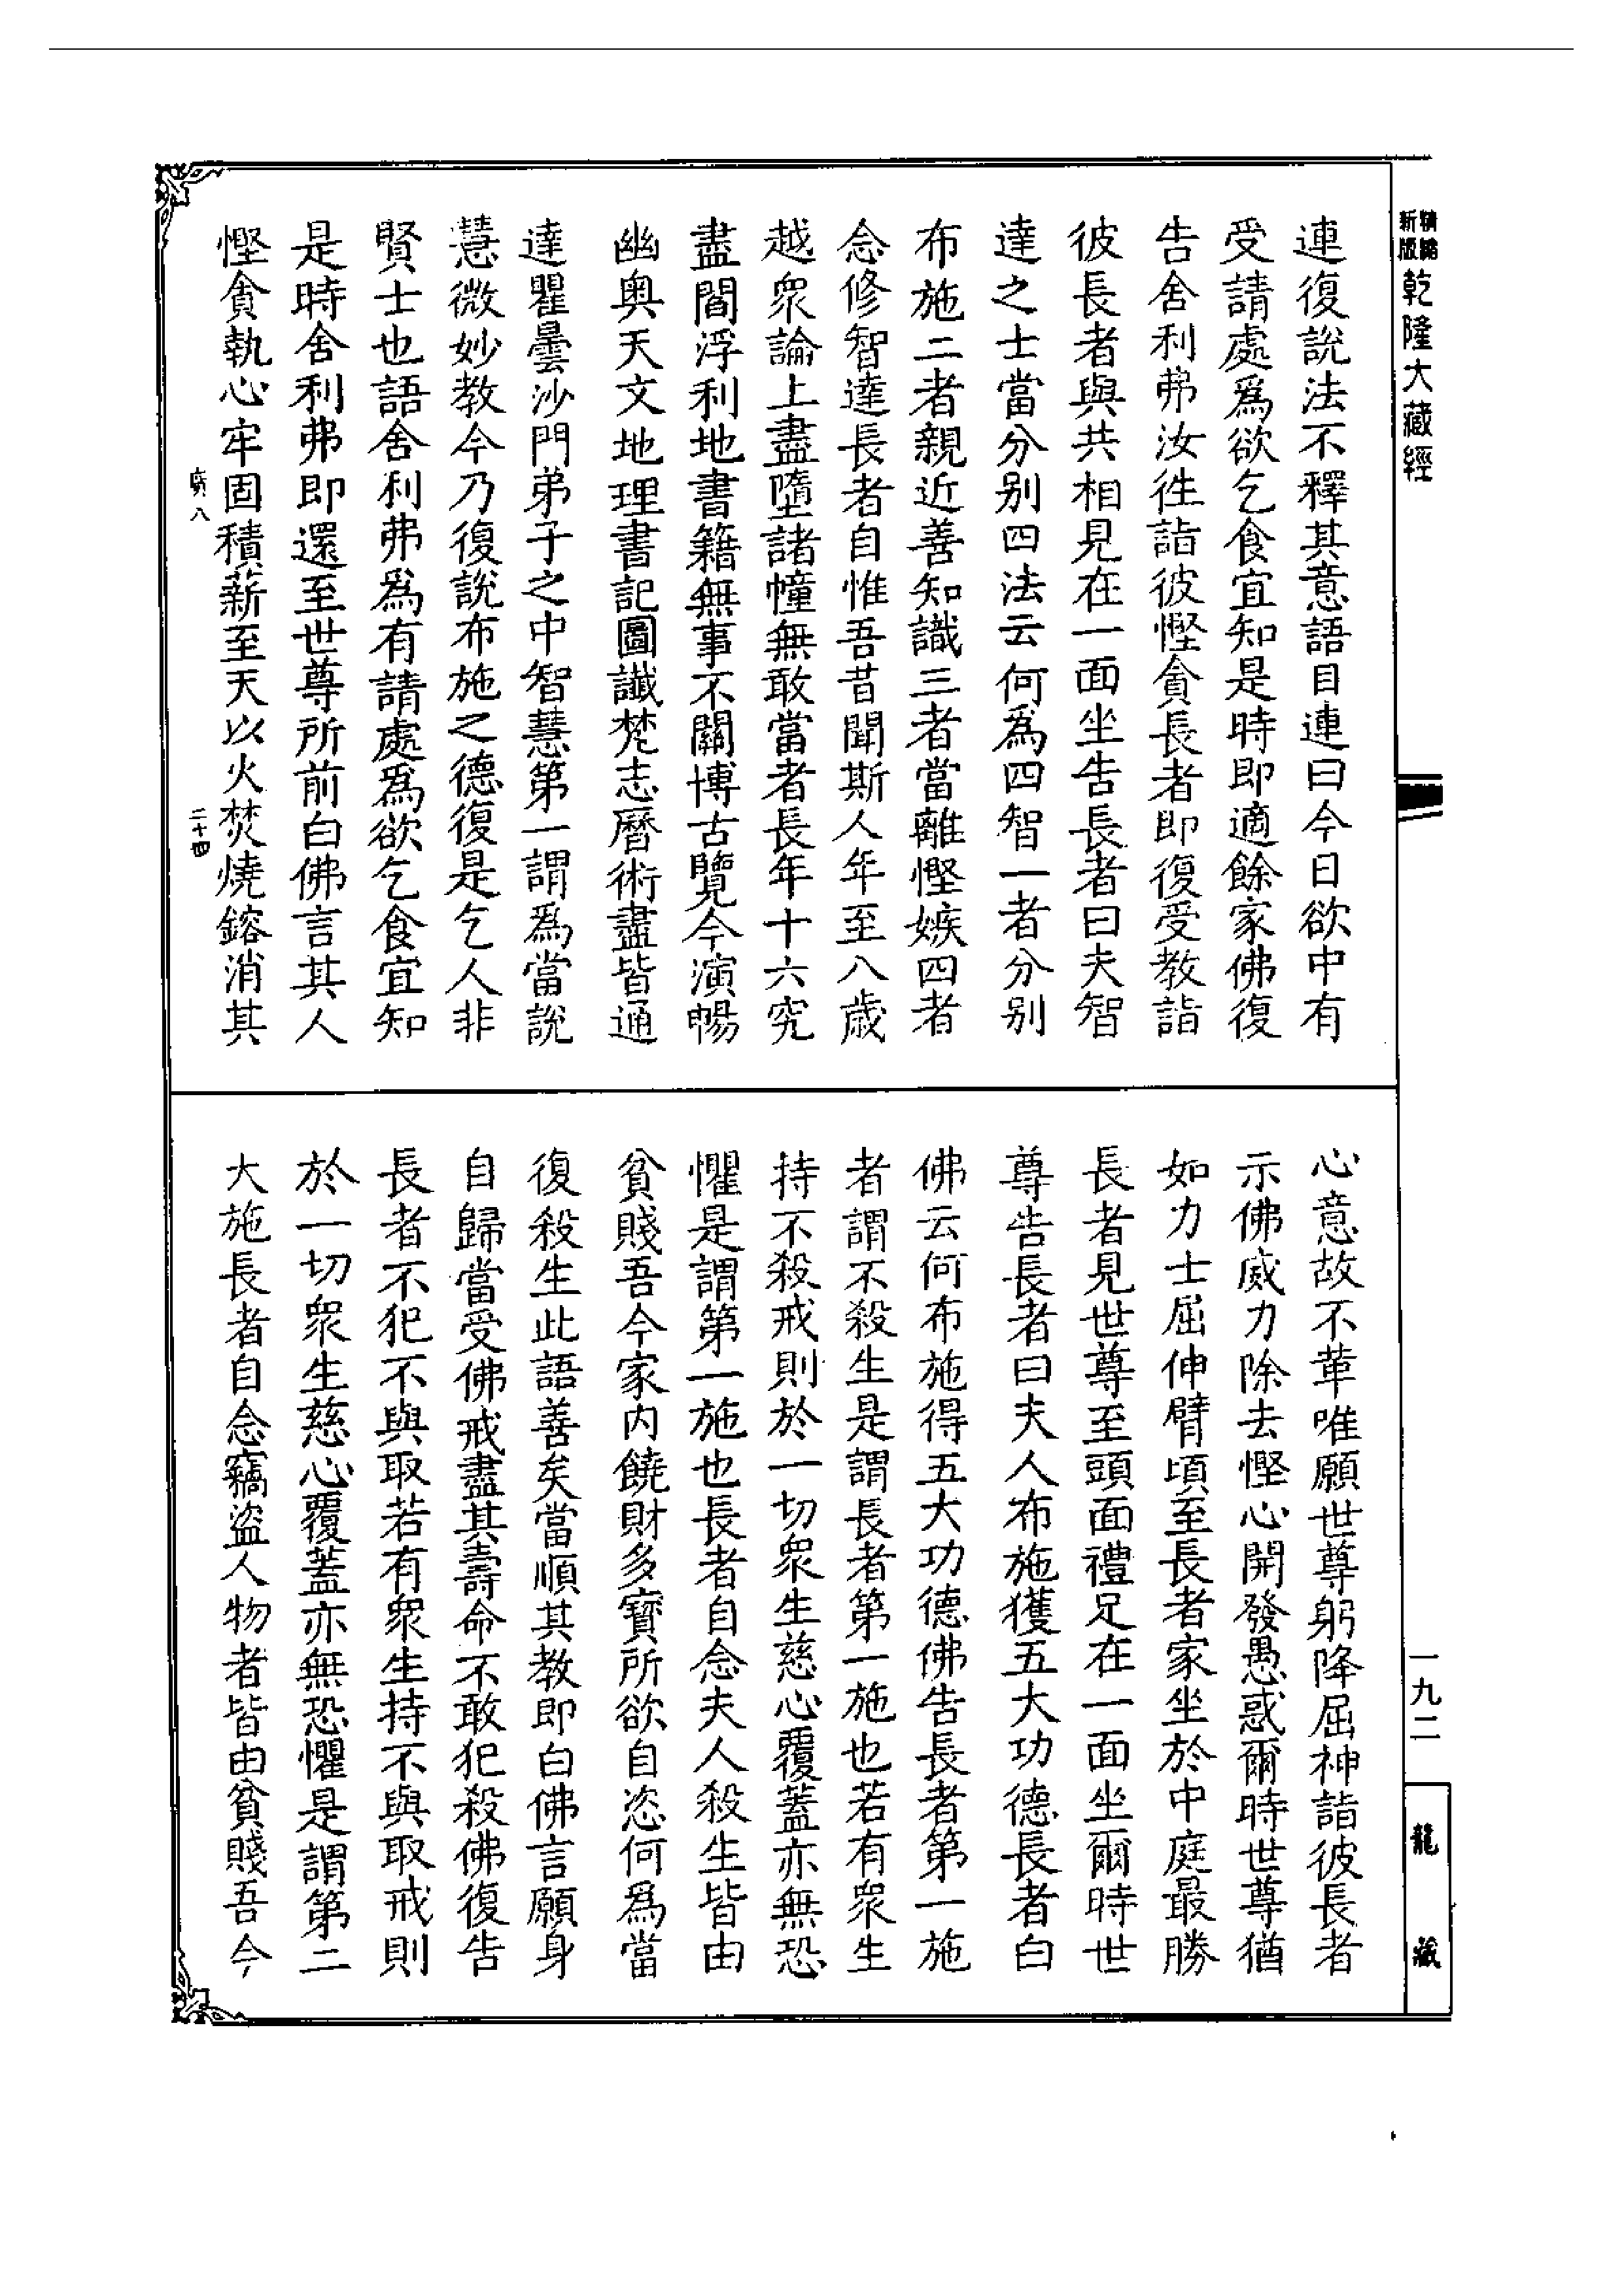 新版精縮乾隆大藏經
連復說法不釋其意語目連曰今日欲中有
受請處爲欲乞食宜知是時即適餘家佛復
告舍利弗汝徃詣彼慳貪長者即復受教詣
彼長者與共相見在一面坐告長者曰夫智
達之士當分别四法云何爲四智一者分别
布施二者親近善知識三者當離慳嫉四者
念修智達長者自惟吾昔聞斯人年至八歳
越衆論上盡墮諸幢無敢當者長年十六究
盡閻浮利地書籍無事不關博古覽今演暢
幽奥天文地理書記圖讖梵志曆術盡皆通
達瞿曇沙門弟子之中智慧第一謂爲當說
慧微妙教今乃復說布施之德復是乞人非
賢士也語舍利弗爲有請處爲欲乞食宜知
是時舍利弗即還至世尊所前白佛言其人
慳貪執心牢固積薪至天以火焚燒鎔消其
八
二十四
心意故不革唯願世尊躬降屈神詣彼長者
示佛威力除去慳心開發愚惑爾時世尊猶
如力士屈伸臂頃至長者家坐於中庭最勝
長者見世尊至頭面禮足在一面坐爾時世
尊告長者曰夫人布施獲五大功德長者白
佛云何布施得五大功德佛告長者第一施
者謂不殺生是謂長者第一施也若有衆生
持不殺戒則於一切衆生慈心覆蓋亦無恐
懼是謂第一施也長者自念夫人殺生皆由
貧賤吾今家内饒財多寳所欲自恣何爲當
復殺生此語善矣當順其教即白佛言願身
自歸當受佛戒盡其壽命不敢犯殺佛復告
長者不犯不與取若有衆生持不與取戒則
於一切衆生慈心覆蓋亦無恐懼是謂第二
大施長者自念竊盜人物者皆由貧賤吾今
一九二
龍藏